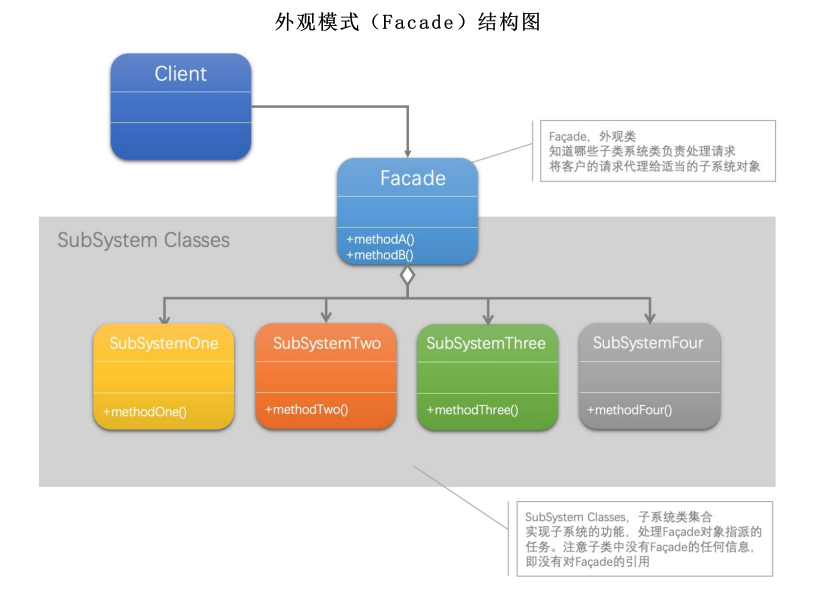 外观模式（Facade）结构图
Client
Façade，外观类
知道哪些子类系统类负责处理请求
将客户的请求代理给适当的子系统对象
Facade
+methodA()
+methodB()
SubSystem Classes
SubSystemOne
+methodOne()
SubSystemTwo
+methodTwo()
SubSystemThree
+methodThree()
SubSystemFour
+methodFour()
SubSystem Classes，子系统类集合
实现子系统的功能，处理Façade对象指派的
任务。注意子类中没有Façade的任何信息，
即没有对Façade的引用